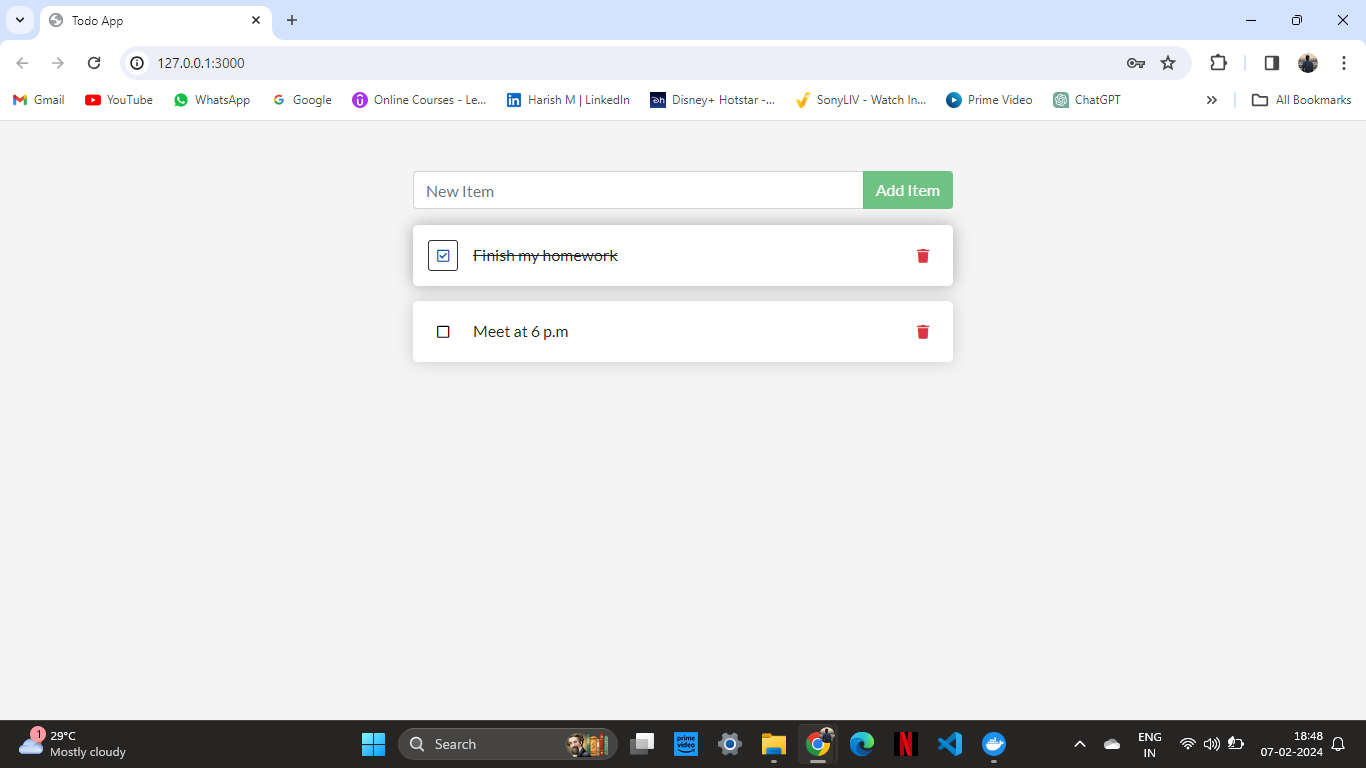 Todo App
127.0.0.1:3000
Gmail YouTube WhatsApp Google Online Courses - Le... Harish M | LinkedIn Disney+ Hotstar -... SonyLIV - Watch In... Prime Video ChatGPT All Bookmarks
New Item Add Item
Finish my homework
Meet at 6 p.m
1 29°C
Mostly cloudy
Search
prime video
ENG
IN
18:48
07-02-2024